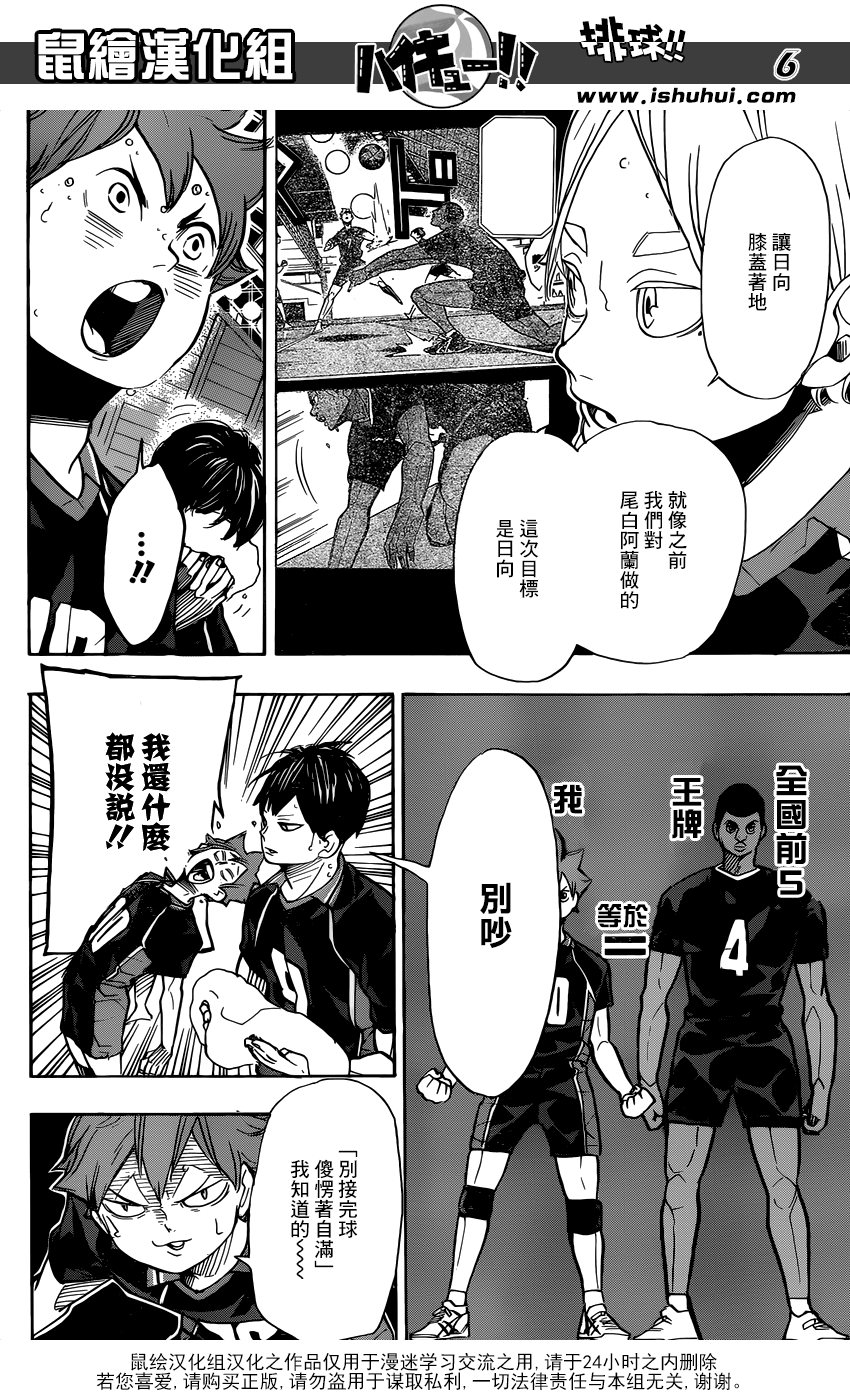 鼠繪漢化組
ハイキュー!!
排球!!
6
www.ishuhui.com
讓日向
膝蓋著地
就像之前
我們對
尾白阿蘭做的
這次目標
是日向
ド
…!!
全國前5
王牌
等於
=
我
4
0
別吵
我還什麼
都没説!!
9
「別接完球
傻愣著自滿」
我知道的~~~
鼠绘汉化组汉化之作品仅用于漫迷学习交流之用,请于24小时之内删除
若您喜爱,请购买正版,请勿盗用于谋取私利,一切法律责任与本组无关,谢谢。